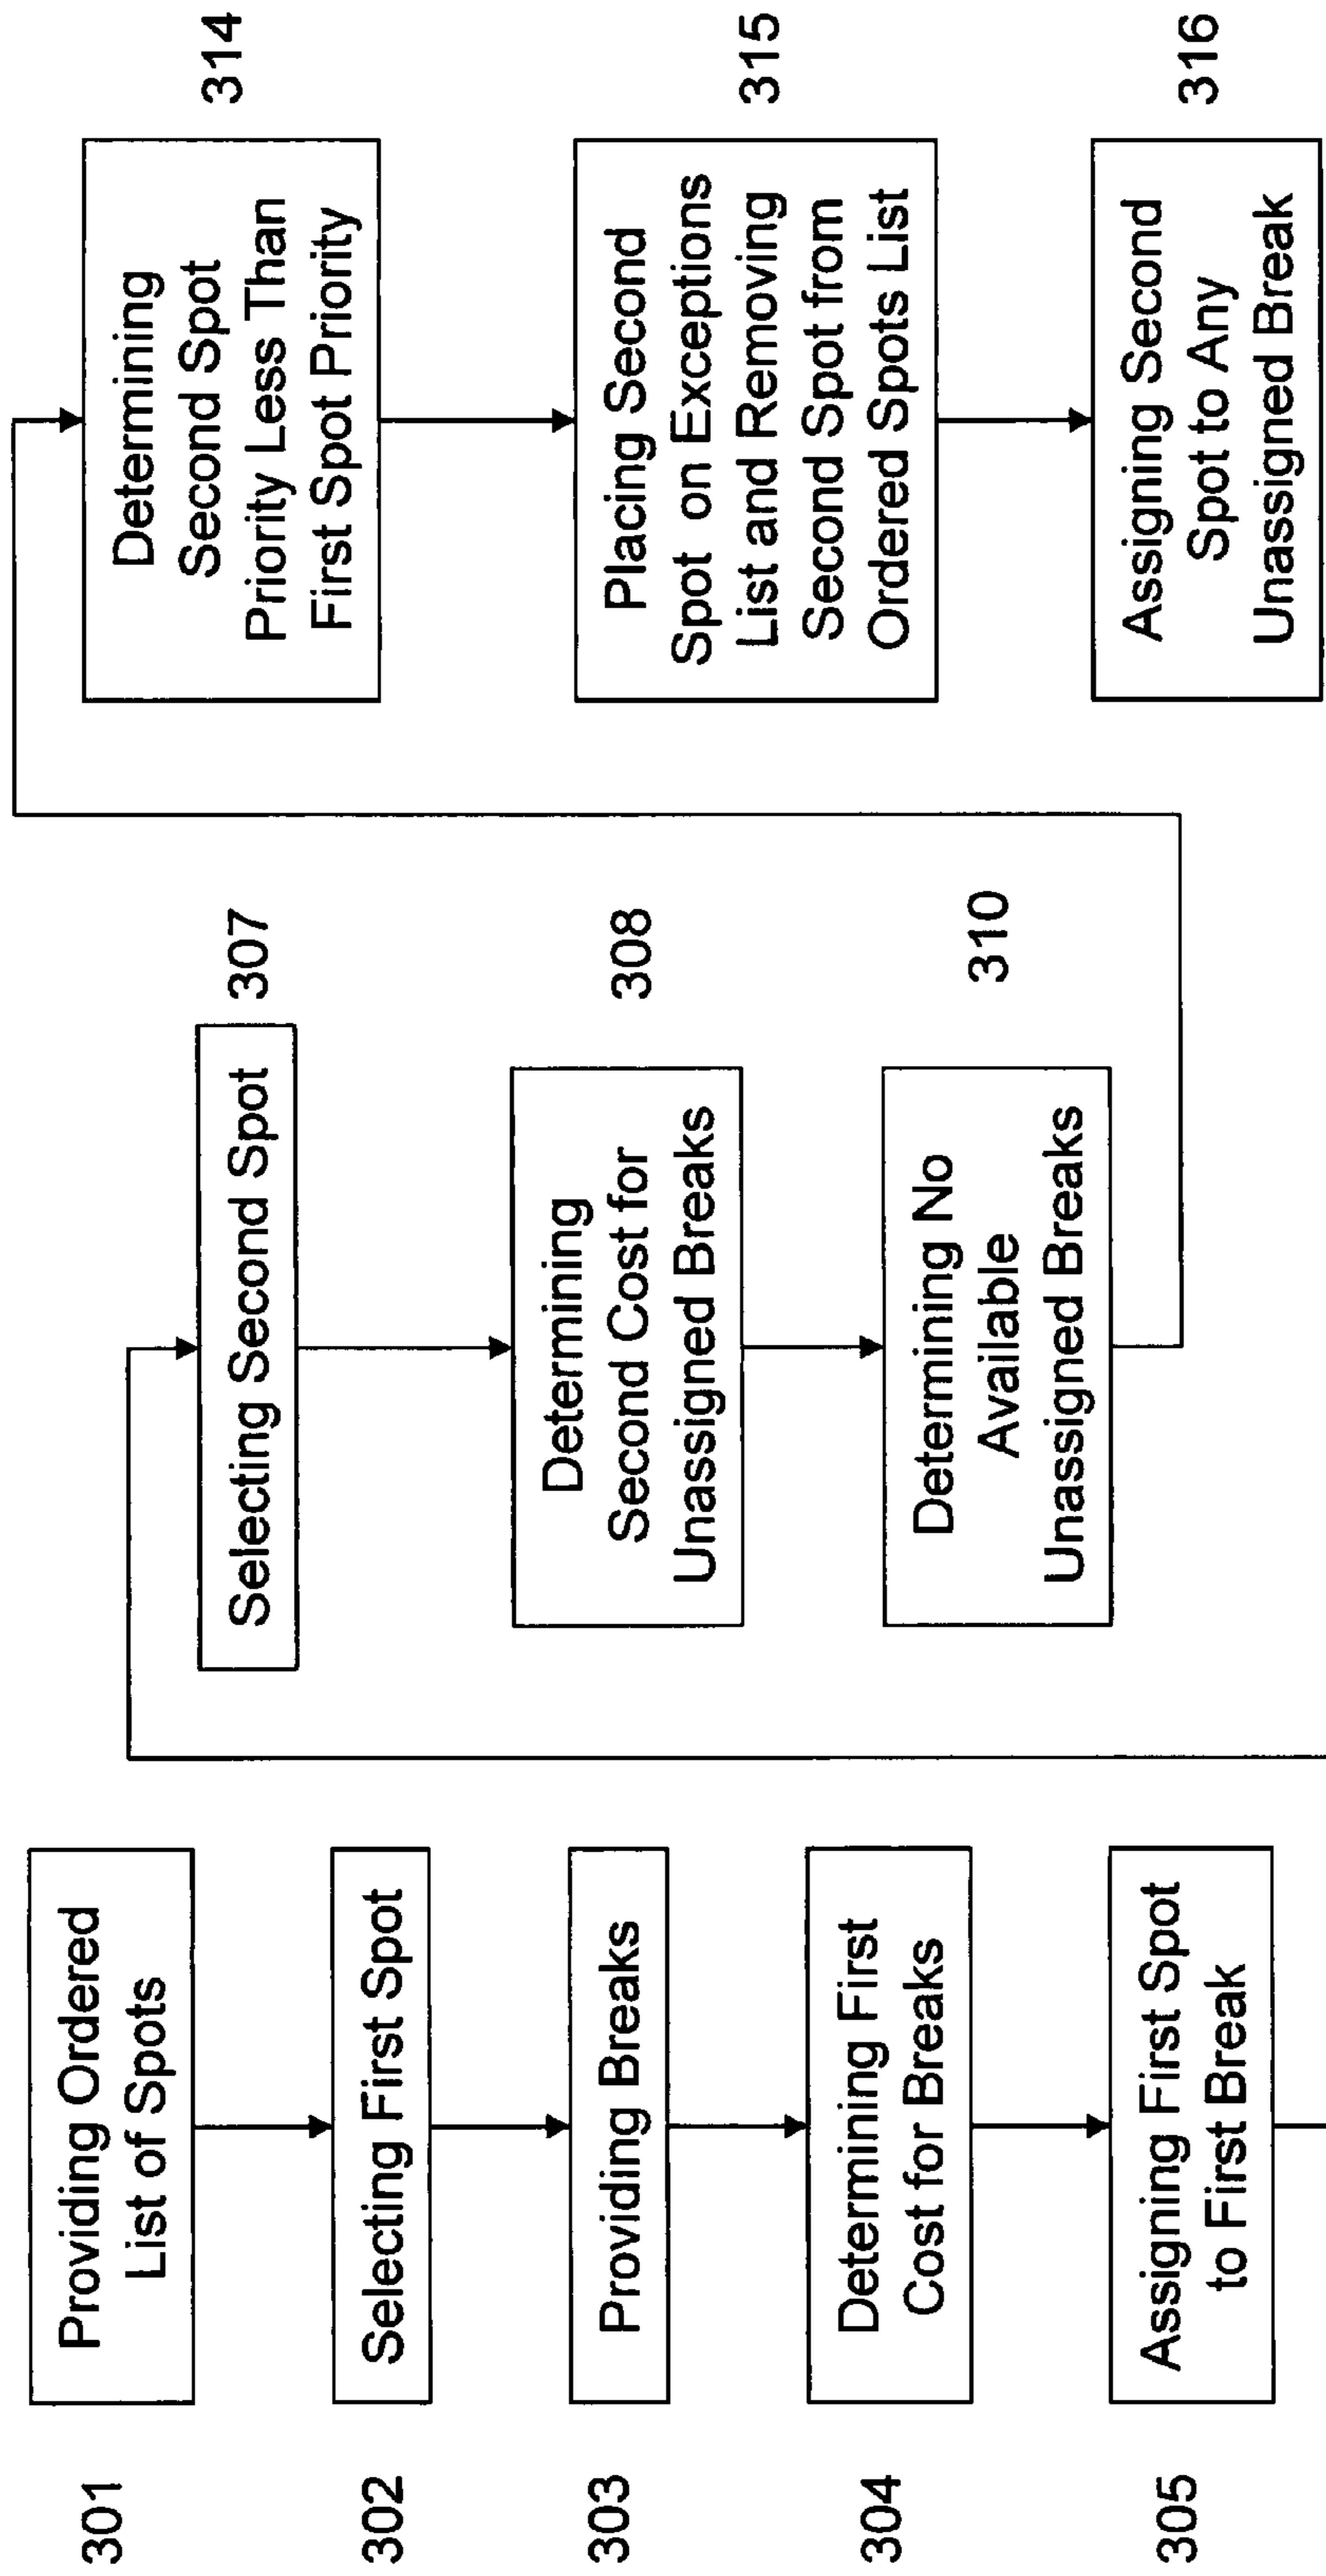 301
Providing Ordered
List of Spots
302
Selecting First Spot
303
Providing Breaks
304
Determining First
Cost for Breaks
305
Assigning First Spot
to First Break
Selecting Second Spot
307
Determining
Second Cost for
Unassigned Breaks
308
Determining No
Available
Unassigned Breaks
310
Determining
Second Spot
Priority Less Than
First Spot Priority
314
Placing Second
Spot on Exceptions
List and Removing
Second Spot from
Ordered Spots List
315
Assigning Second
Spot to Any
Unassigned Break
316